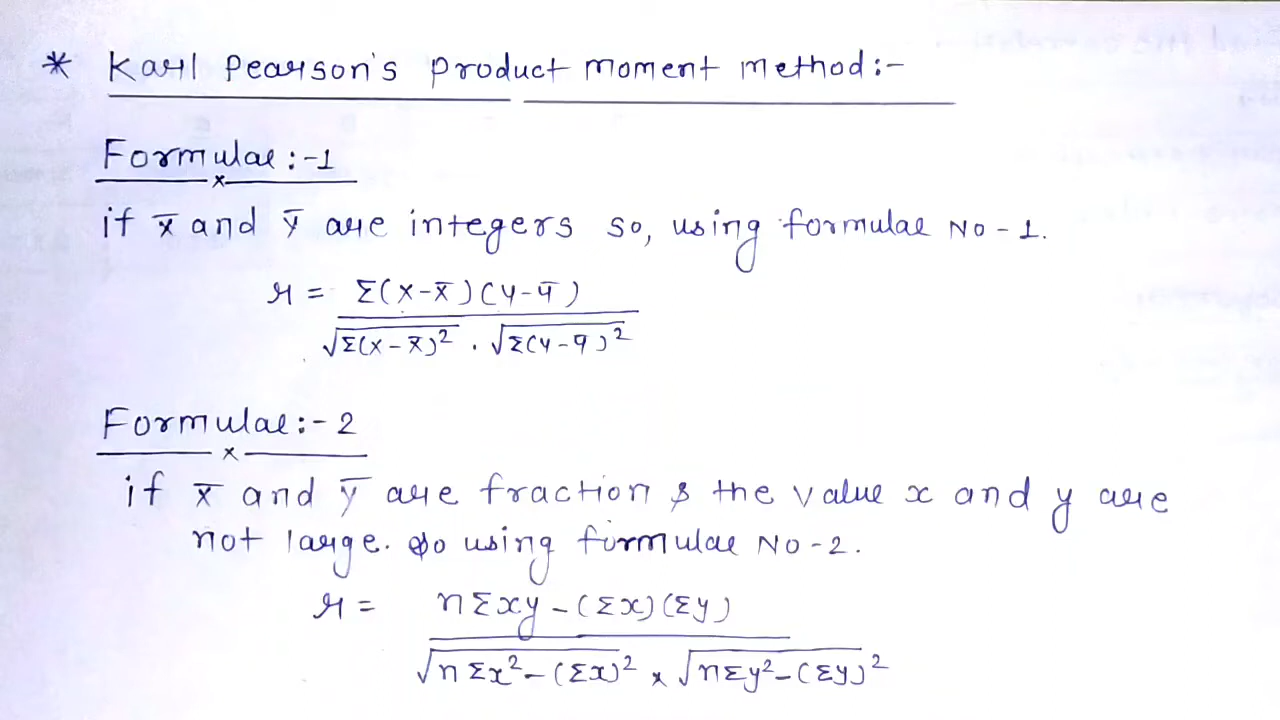 * Karl Pearson's Product moment method:-
Formulae:-1
if x̄ and ȳ are integers so, using formulae No-1.
r = Σ(x-x̄)(y-ȳ)
√Σ(x-x̄)² . √Σ(y-ȳ)²
Formulae:-2
if x̄ and ȳ are fraction & the value x and y are
not large. So using formulae No-2.
r = nΣxy-(Σx)(Σy)
√nΣx²-(Σx)² × √nΣy²-(Σy)²